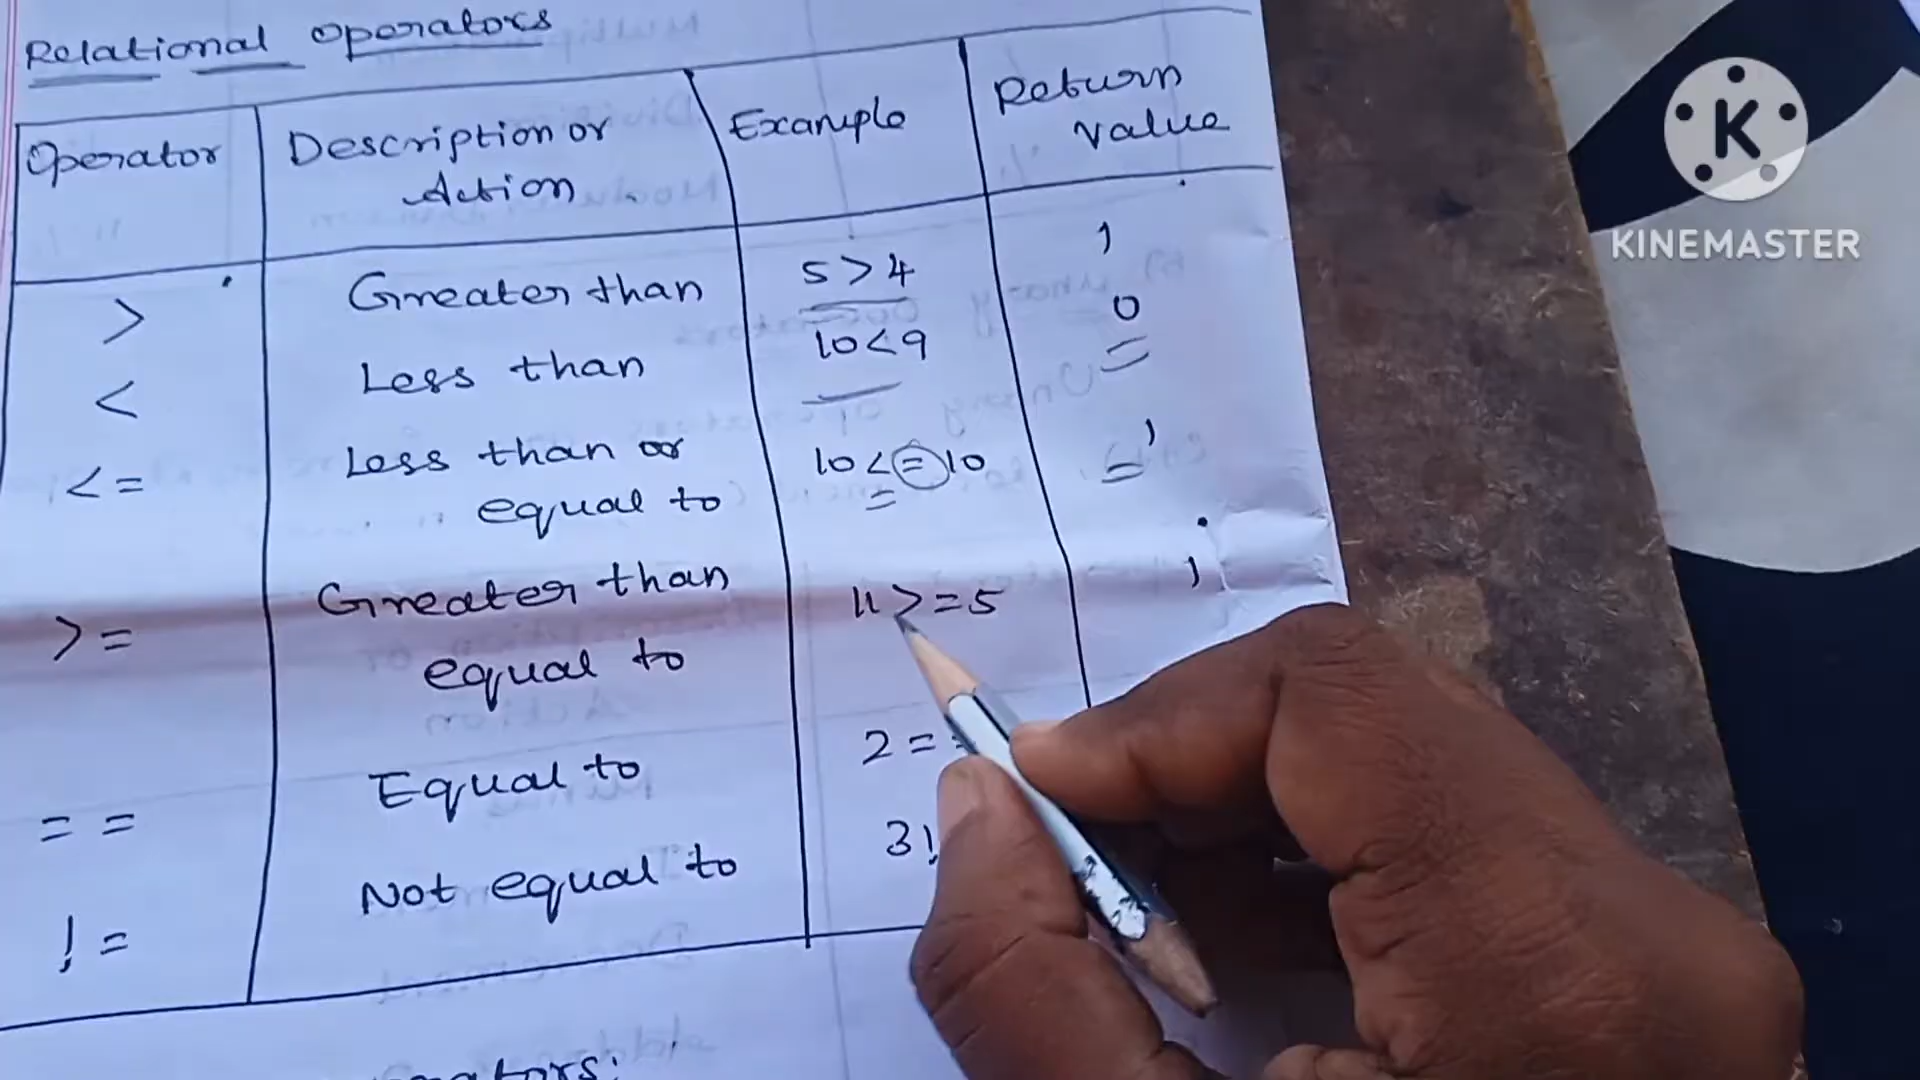 Relational operators
Operator Description or Action Example Return Value
> Greater than 5 > 4 1
< Less than 10 < 9 0
< = Less than or equal to 10 < = 10 1
> = Greater than equal to 11 > = 5 1
= = Equal to 2 =
! = Not equal to 3 !
KINEMASTER